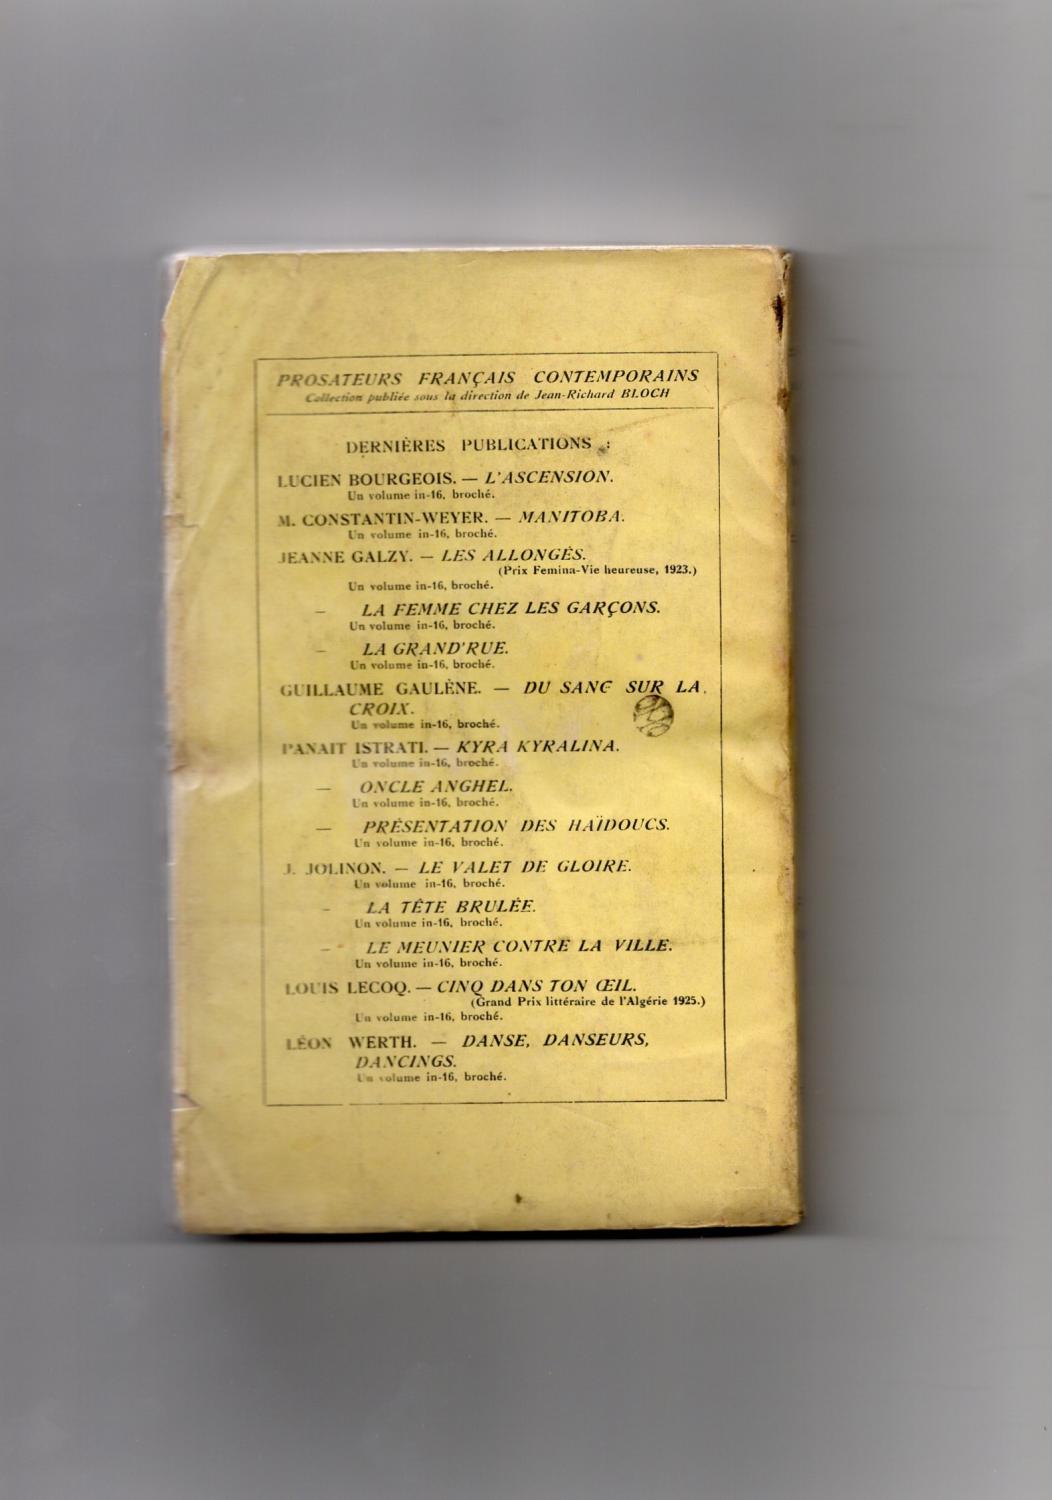 PROSATEURS FRANÇAIS CONTEMPORAINS
Collection publiée sous la direction de Jean-Richard BLOCH
DERNIÈRES PUBLICATIONS :
LUCIEN BOURGEOIS. — L'ASCENSION.
Un volume in-16, broché.
M. CONSTANTIN-WEYER. — MANITOBA.
Un volume in-16, broché.
JEANNE GALZY. — LES ALLONGÉS.
(Prix Femina-Vie heureuse, 1923.)
Un volume in-16, broché.
— LA FEMME CHEZ LES GARÇONS.
Un volume in-16, broché.
— LA GRAND'RUE.
Un volume in-16, broché.
GUILLAUME GAULÈNE. — DU SANG SUR LA
CROIX.
Un volume in-16, broché.
PANAIT ISTRATI. — KYRA KYRALINA.
Un volume in-16, broché.
— ONCLE ANGHEL.
Un volume in-16, broché.
— PRÉSENTATION DES HAÏDOUCS.
Un volume in-16, broché.
J. JOLINON. — LE VALET DE GLOIRE.
Un volume in-16, broché.
— LA TÊTE BRULÉE.
Un volume in-16, broché.
— LE MEUNIER CONTRE LA VILLE.
Un volume in-16, broché.
LOUIS LECOQ. — CINQ DANS TON ŒIL.
(Grand Prix littéraire de l'Algérie 1925.)
Un volume in-16, broché.
LÉON WERTH. — DANSE, DANSEURS,
DANCINGS.
Un volume in-16, broché.